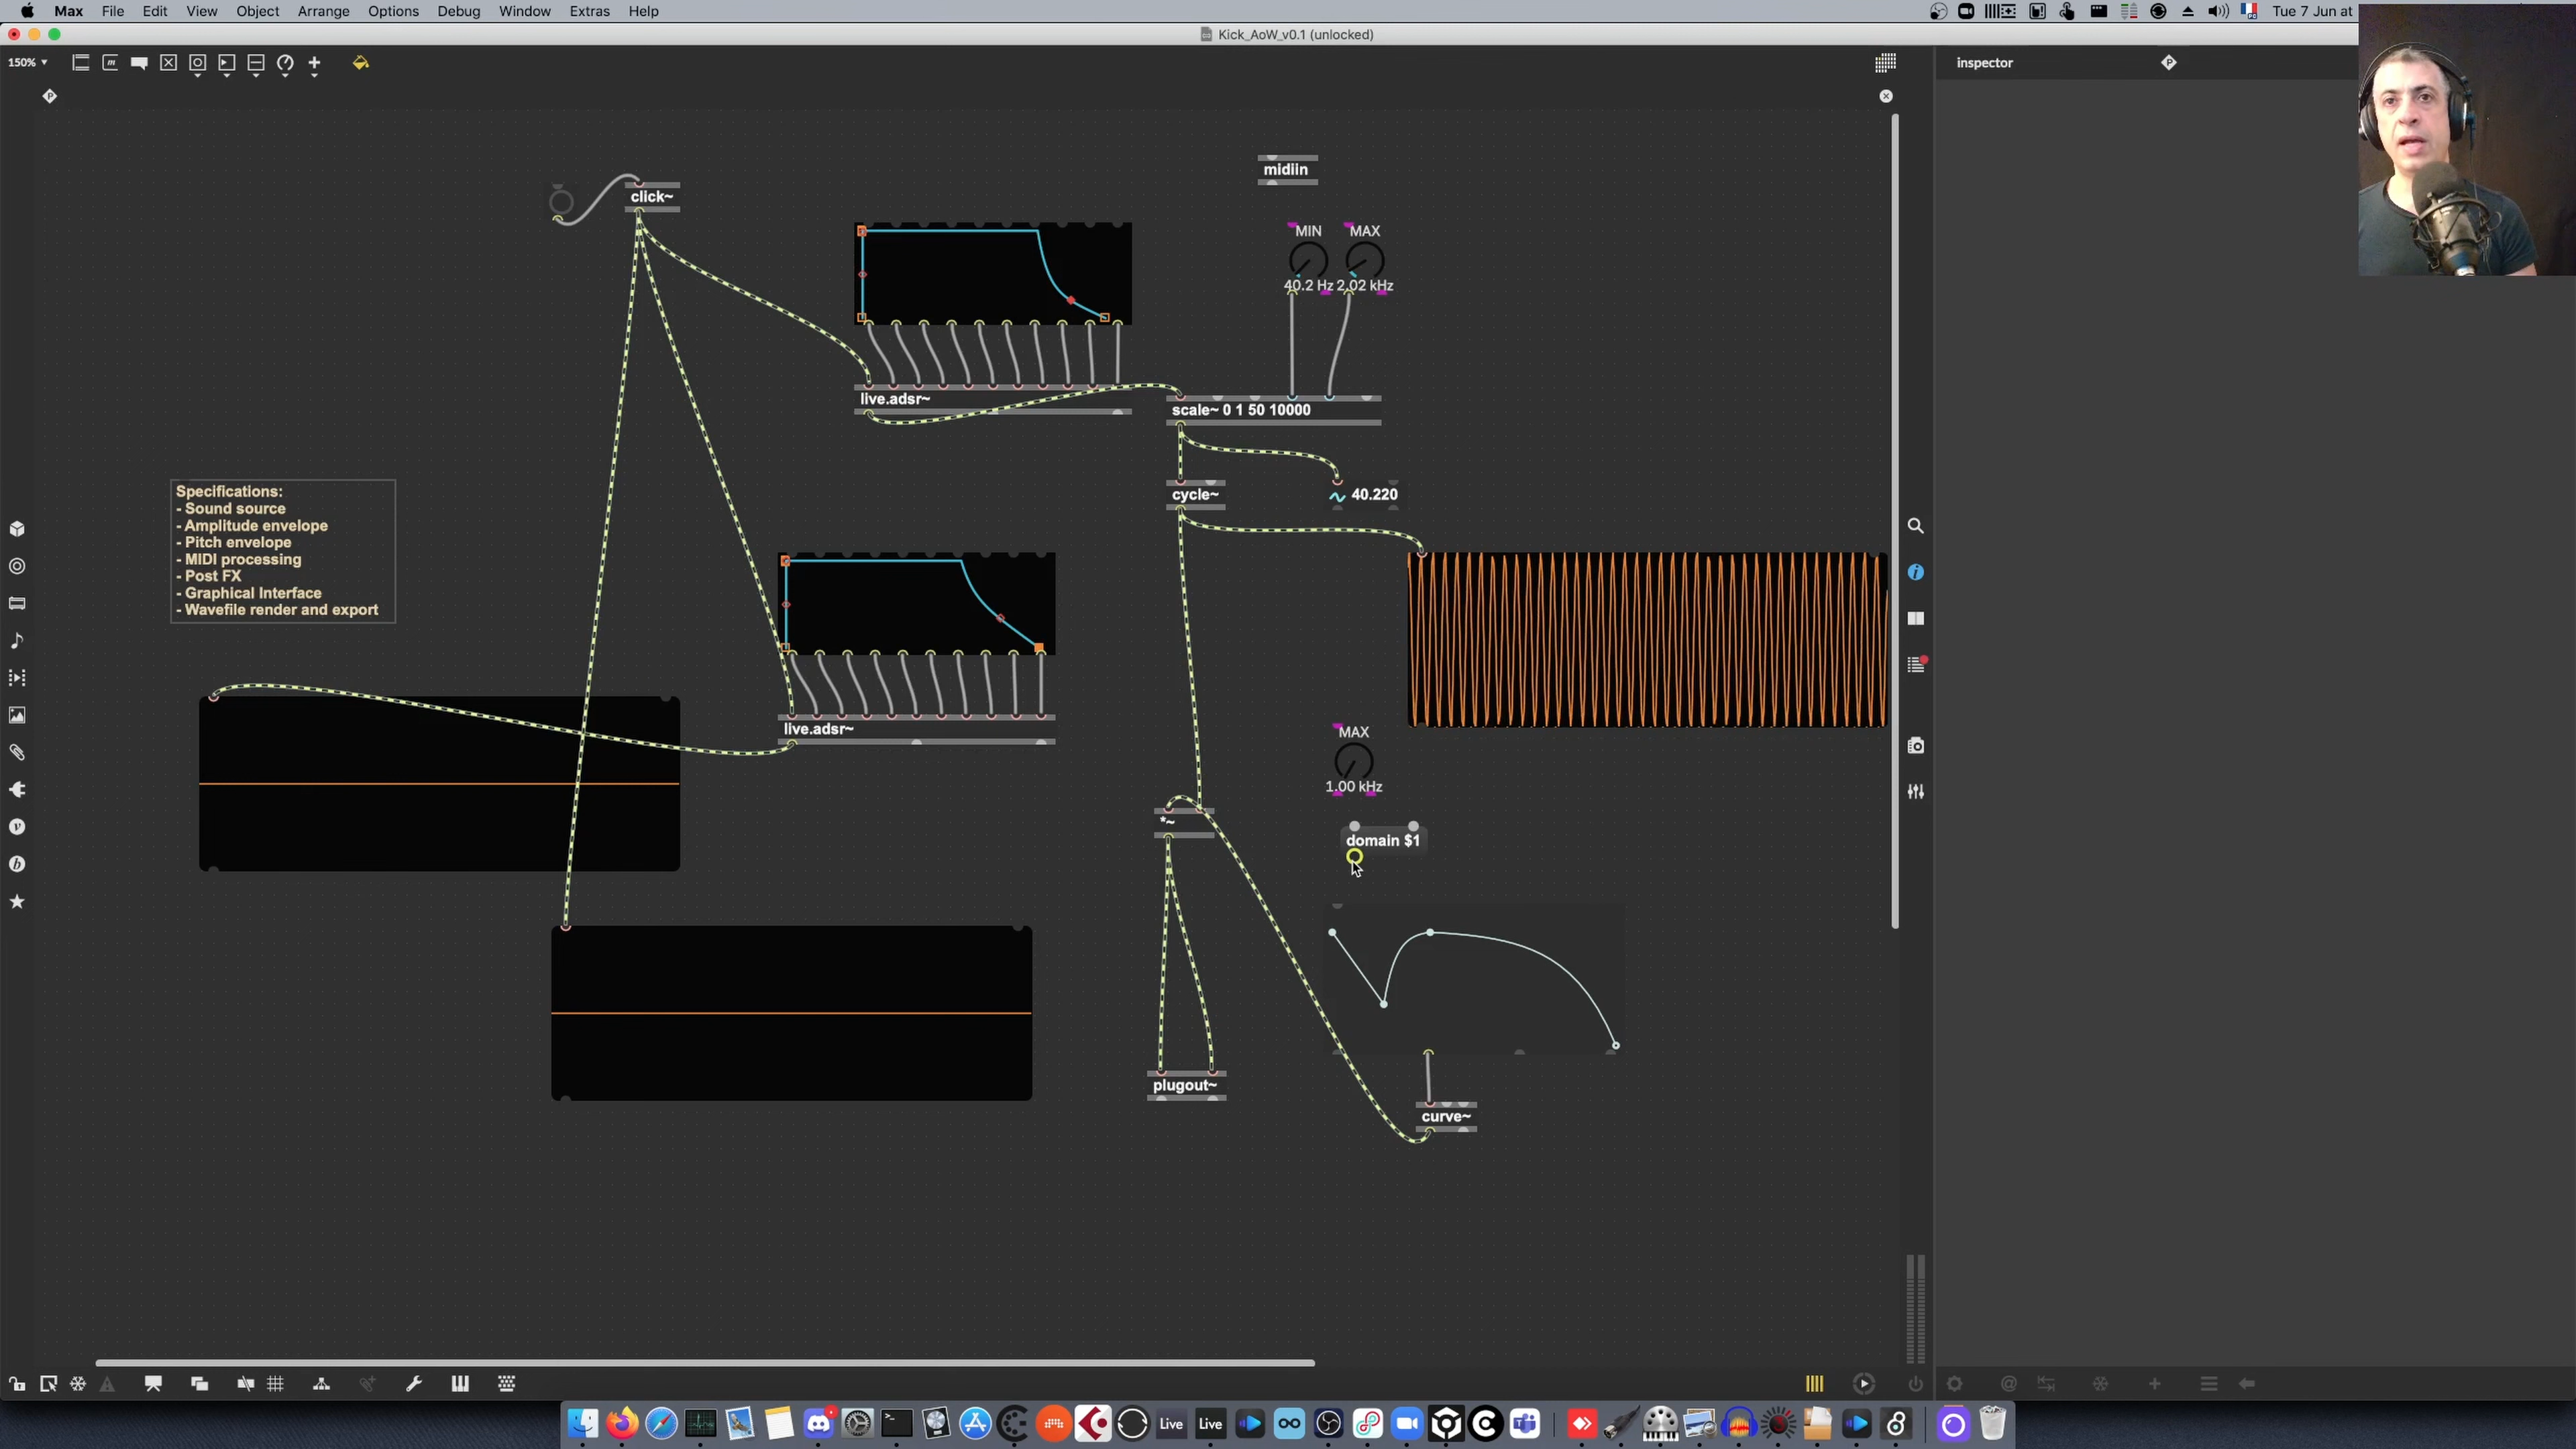 Max File Edit View Object Arrange Options Debug Window Extras Help
Tue 7 Jun at
Kick_AoW_v0.1 (unlocked)
150%
inspector
midiin
click~
MIN MAX
40.2 Hz 2.02 kHz
live.adsr~
scale~ 0 1 50 10000
cycle~
40.220
Specifications:
- Sound source
- Amplitude envelope
- Pitch envelope
- MIDI processing
- Post FX
- Graphical Interface
- Wavefile render and export
live.adsr~
MAX
1.00 kHz
*~
domain $1
plugout~
curve~
Live Live